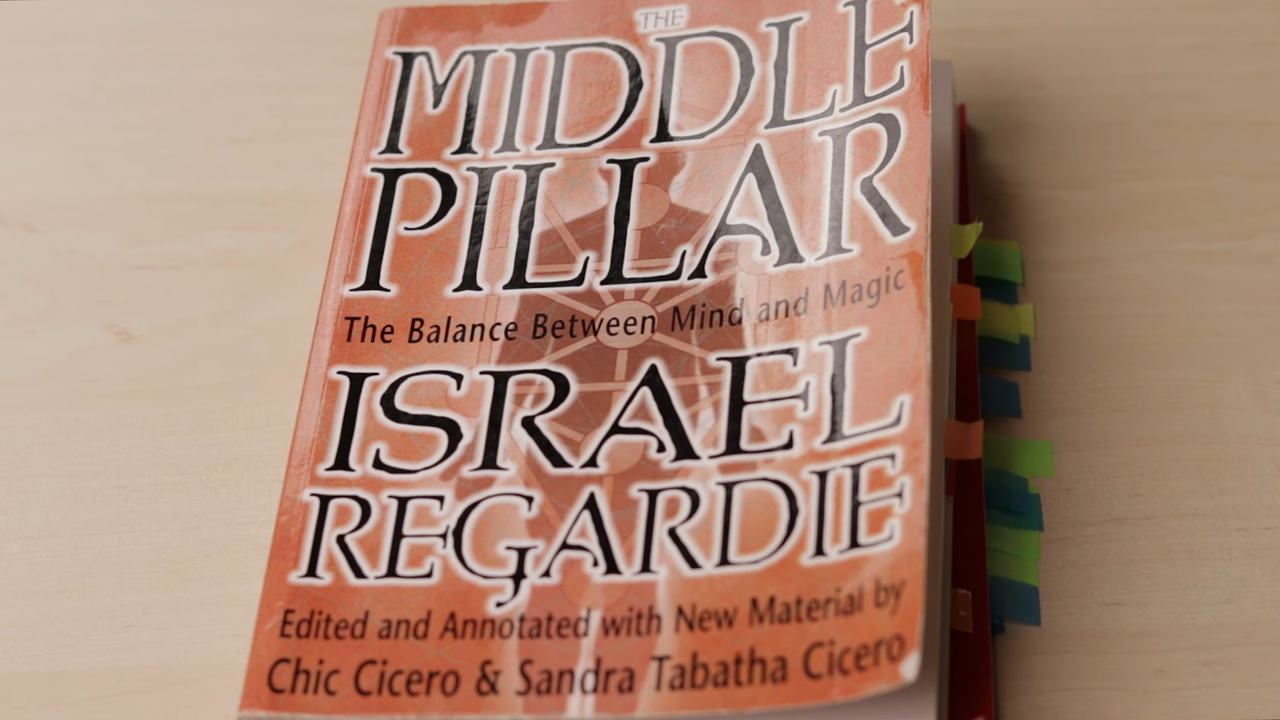 THE
MIDDLE
PILLAR
The Balance Between Mind and Magic
ISRAEL
REGARDIE
Edited and Annotated with New Material by
Chic Cicero & Sandra Tabatha Cicero